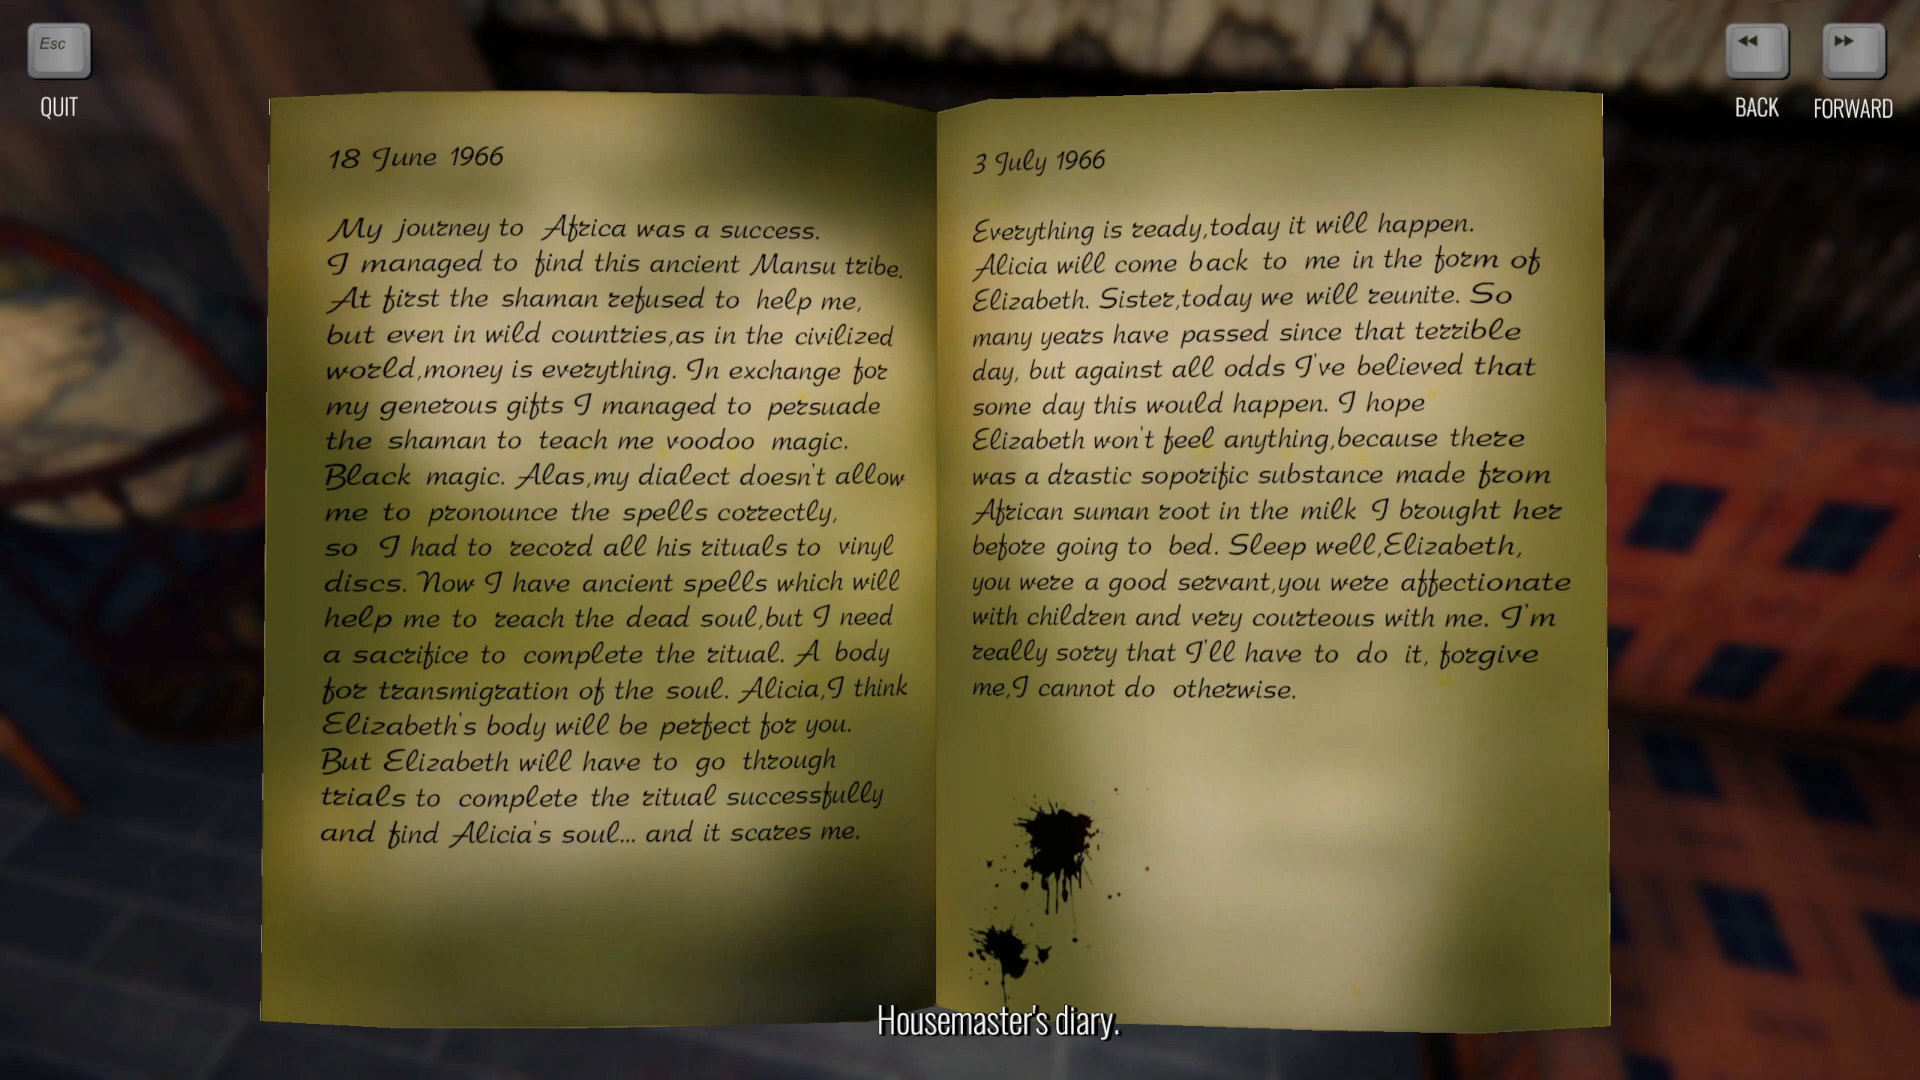 Esc
QUIT
BACK
FORWARD
18 June 1966
My journey to Africa was a success.
I managed to find this ancient Mansu tribe.
At first the shaman refused to help me,
but even in wild countries,as in the civilized
world,money is everything. In exchange for
my generous gifts I managed to persuade
the shaman to teach me voodoo magic.
Black magic. Alas,my dialect doesn't allow
me to pronounce the spells correctly,
so I had to record all his rituals to vinyl
discs. Now I have ancient spells which will
help me to reach the dead soul,but I need
a sacrifice to complete the ritual. A body
for transmigration of the soul. Alicia,I think
Elizabeth's body will be perfect for you.
But Elizabeth will have to go through
trials to complete the ritual successfully
and find Alicia's soul... and it scares me.
3 July 1966
Everything is ready,today it will happen.
Alicia will come back to me in the form of
Elizabeth. Sister,today we will reunite. So
many years have passed since that terrible
day, but against all odds I've believed that
some day this would happen. I hope
Elizabeth won't feel anything,because there
was a drastic soporific substance made from
African suman root in the milk I brought her
before going to bed. Sleep well,Elizabeth,
you were a good servant,you were affectionate
with children and very courteous with me. I'm
really sorry that I'll have to do it, forgive
me,I cannot do otherwise.
Housemaster's diary.